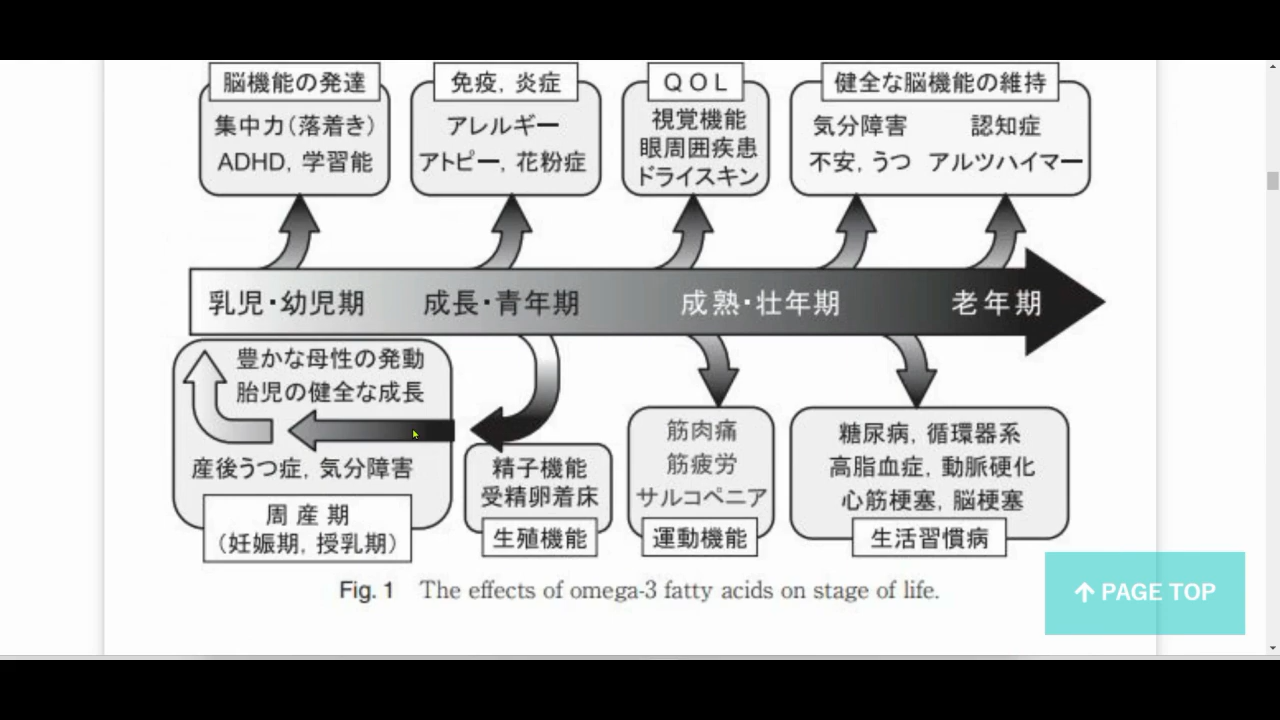 脳機能の発達
集中力（落着き）
ADHD, 学習能
免疫, 炎症
アレルギー
アトピー, 花粉症
QOL
視覚機能
眼周囲疾患
ドライスキン
健全な脳機能の維持
気分障害 認知症
不安, うつ アルツハイマー
乳児・幼児期 成長・青年期 成熟・壮年期 老年期
豊かな母性の発動
胎児の健全な成長
産後うつ症, 気分障害
周産期
（妊娠期, 授乳期）
精子機能
受精卵着床
生殖機能
筋肉痛
筋疲労
サルコペニア
運動機能
糖尿病, 循環器系
高脂血症, 動脈硬化
心筋梗塞, 脳梗塞
生活習慣病
Fig. 1 The effects of omega-3 fatty acids on stage of life.
↑ PAGE TOP